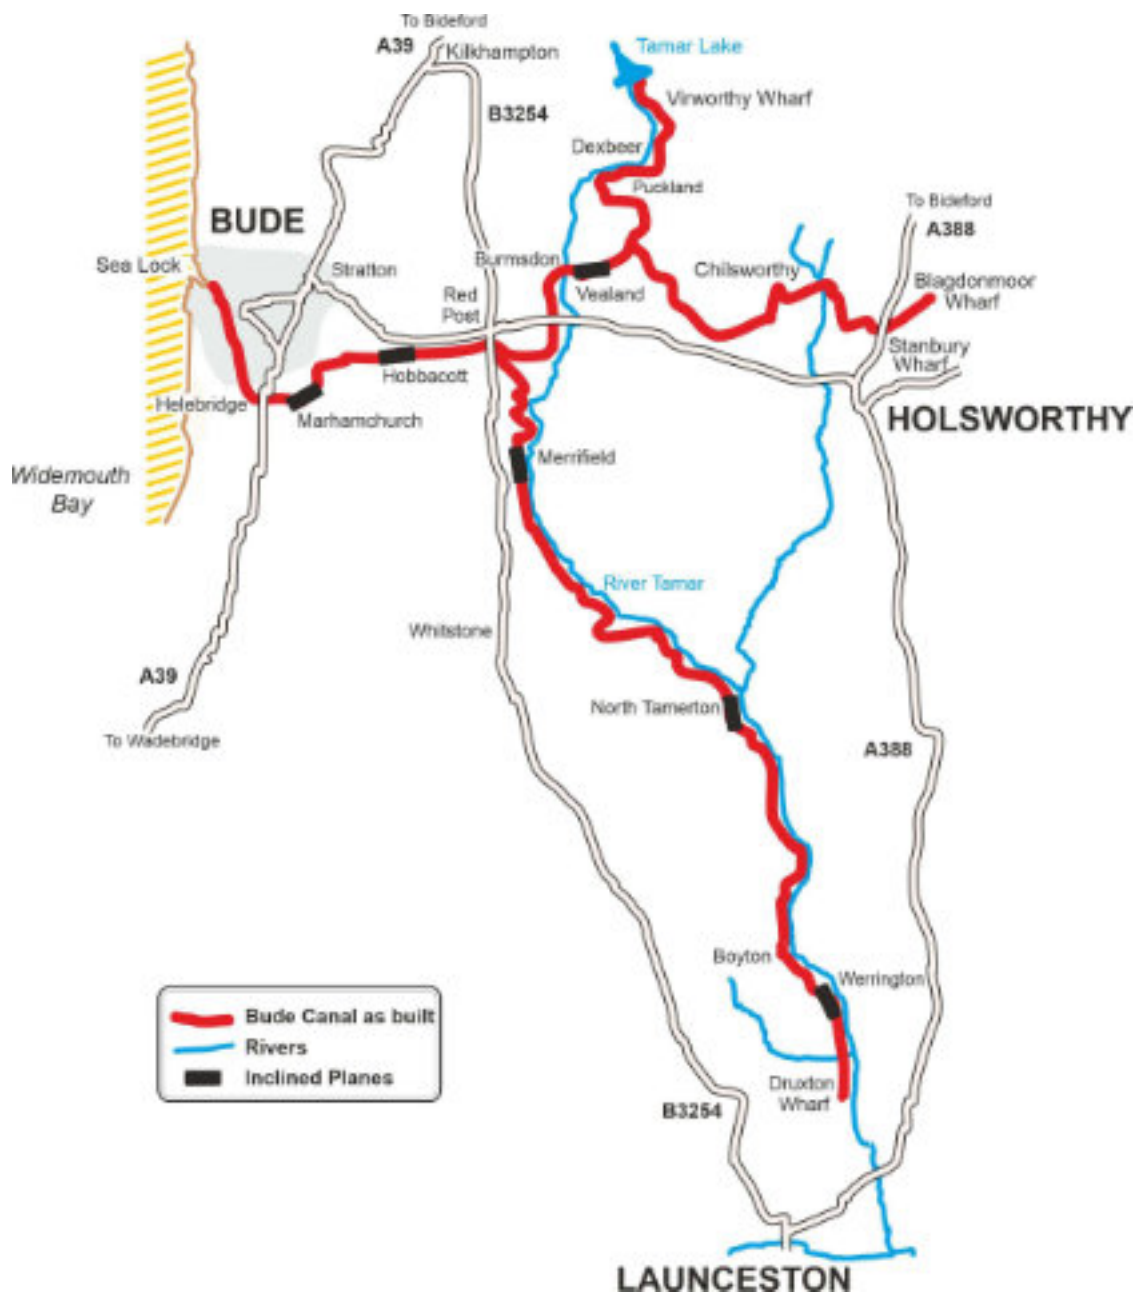 To Bideford
A39
Kilkhampton
Tamar Lake
Virworthy Wharf
B3254
Dexbeer
Puckland
To Bideford
A388
BUDE
Sea Lock
Stratton
Burmsdon
Chilsworthy
Blagdonmoor
Wharf
Red
Post
Vealand
Stanbury
Wharf
Hobbacott
Helebridge
Marhamchurch
HOLSWORTHY
Widemouth
Bay
Merrifield
River Tamar
Whitstone
A39
North Tamerton
To Wadebridge
A388
Boyton
Werrington
Bude Canal as built
Rivers
Inclined Planes
Druxton
Wharf
B3254
LAUNCESTON